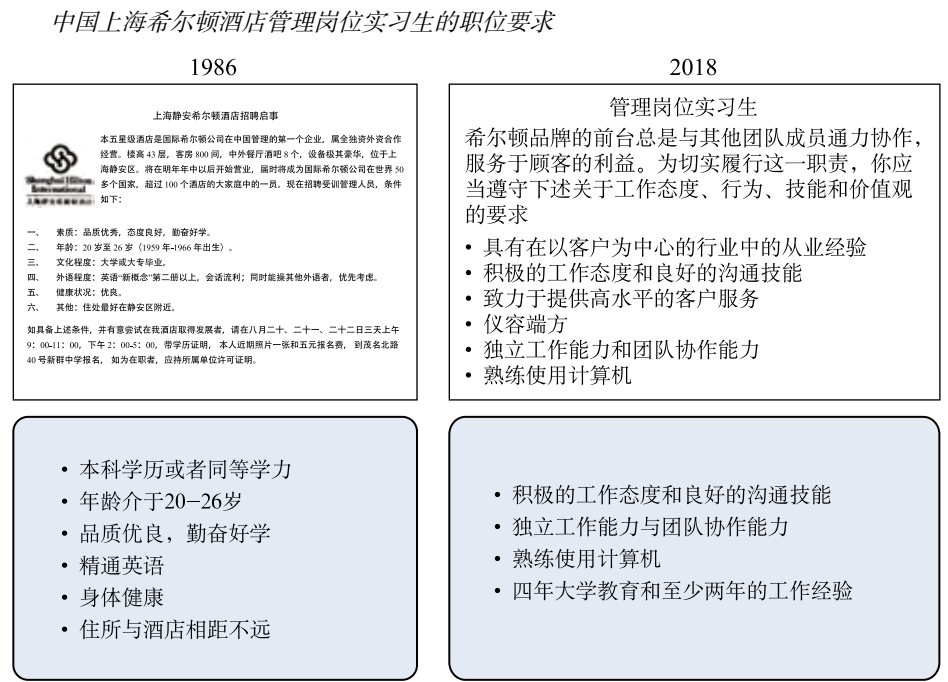 中国上海希尔顿酒店管理岗位实习生的职位要求
1986
上海静安希尔顿酒店招聘启事
本五星级酒店是国际希尔顿公司在中国管理的第一个企业，属全独资外资合作
经营。楼高 43 层，客房 800 间，中外餐厅酒吧 8 个，设备级其豪华，位于上
海静安区。将在明年年中以后开始营业，届时将成为国际希尔顿公司在世界 50
多个国家，超过 100 个酒店的大家庭中的一员。现在招聘受训管理人员，条件
如下：
Shanghai Hilton
International
一、 素质：品质优秀，态度良好，勤奋好学。
二、 年龄：20 岁至 26 岁（1959 年-1966 年出生）。
三、 文化程度：大学或大专毕业。
四、 外语程度：英语“新概念”第二册以上，会话流利；同时能操其外语者，优先考虑。
五、 健康状况：优良。
六、 其他：住处最好在静安区附近。
如具备上述条件，并有意尝试在我酒店取得发展者，请在八月二十、二十一、二十二日三天上午
9：00-11：00，下午 2：00-5：00，带学历证明， 本人近期照片一张和五元报名费， 到茂名北路
40 号新群中学报名， 如为在职者，应持所属单位许可证明。
2018
管理岗位实习生
希尔顿品牌的前台总是与其他团队成员通力协作，
服务于顾客的利益。为切实履行这一职责，你应
当遵守下述关于工作态度、行为、技能和价值观
的要求
• 具有在以客户为中心的行业中的从业经验
• 积极的工作态度和良好的沟通技能
• 致力于提供高水平的客户服务
• 仪容端方
• 独立工作能力和团队协作能力
• 熟练使用计算机
• 本科学历或者同等学力
• 年龄介于20—26岁
• 品质优良，勤奋好学
• 精通英语
• 身体健康
• 住所与酒店相距不远
• 积极的工作态度和良好的沟通技能
• 独立工作能力与团队协作能力
• 熟练使用计算机
• 四年大学教育和至少两年的工作经验